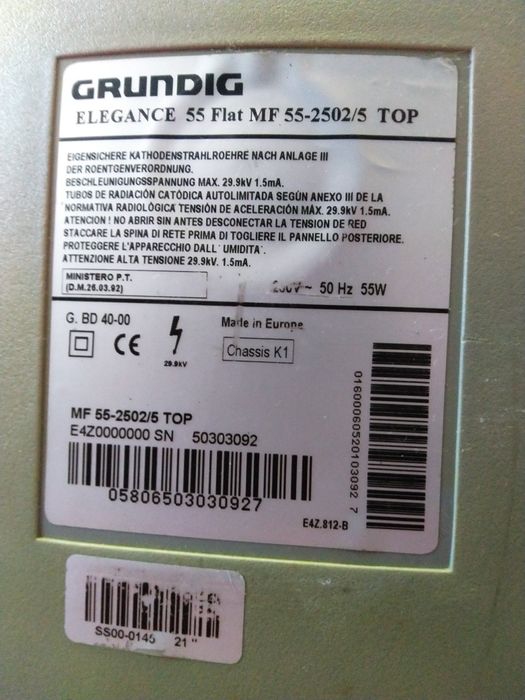 GRUNDIG
ELEGANCE 55 Flat MF 55-2502/5 TOP
EIGENSICHERE KATHODENSTRAHLROEHRE NACH ANLAGE III
DER ROENTGENVERORDNUNG.
BESCHLEUNIGUNGSSPANNUNG MAX. 29.9kV 1.5mA.
TUBOS DE RADIACIÓN CATÓDICA AUTOLIMITADA SEGÚN ANEXO III DE LA
NORMATIVA RADIOLÓGICA TENSIÓN DE ACELERACIÓN MÁX. 29.9kV 1.5mA.
ATENCION ! NO ABRIR SIN ANTES DESCONECTAR LA TENSION DE RED
STACCARE LA SPINA DI RETE PRIMA DI TOGLIERE IL PANNELLO POSTERIORE.
PROTEGGERE L'APPARECCHIO DALL' UMIDITA'.
ATTENZIONE ALTA TENSIONE 29.9kV. 1.5mA.
MINISTERO P.T.
(D.M.26.03.92)
230V ~ 50 Hz 55W
G. BD 40-00
CE
29.9kV
Made in Europe
Chassis K1
MF 55-2502/5 TOP
E4Z0000000 SN 50303092
05806503030927
01600060520103092 7
E4Z.812-B
SS00-0145 21"